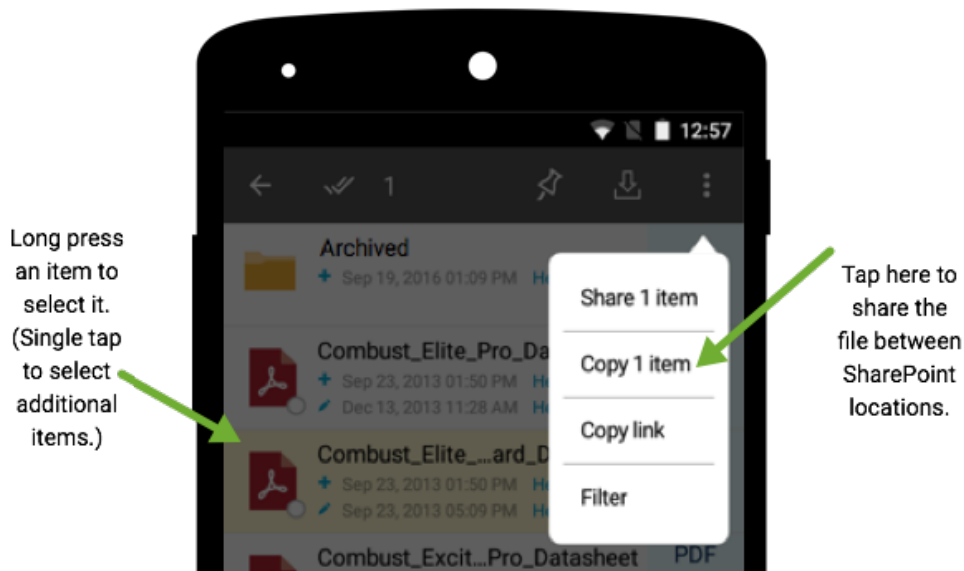 12:57
1
Archived
+ Sep 19, 2016 01:09 PM
Share 1 item
Copy 1 item
Copy link
Filter
Combust_Elite_Pro_Da
+ Sep 23, 2013 01:50 PM
Dec 13, 2013 11:28 AM
Combust_Elite_...ard_D
+ Sep 23, 2013 01:50 PM
Sep 23, 2013 05:09 PM
Combust_Excit...Pro_Datasheet PDF
Long press
an item to
select it.
(Single tap
to select
additional
items.)
Tap here to
share the
file between
SharePoint
locations.